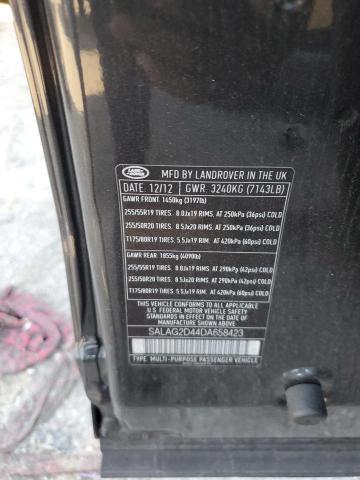 LAND ROVER
MFD BY LANDROVER IN THE UK
DATE: 12/12 GWR: 3240KG (7143LB)
GAWR FRONT: 1450kg (3197lb)
255/55R19 TIRES. 8.0Jx19 RIMS, AT 250kPA (36psi) COLD
255/50R20 TIRES. 8.5Jx20 RIMS, AT 250kPA (36psi) COLD
T175/80R19 TIRES. 5.5Jx19 RIM, AT 420kPA (60psi) COLD
GAWR REAR: 1855kg (4090lb)
255/55R19 TIRES. 8.0Jx19 RIMS, AT 290kPA (42psi) COLD
255/50R20 TIRES. 8.5Jx20 RIMS, AT 290kPA (42psi) COLD
T175/80R19 TIRES. 5.5Jx19 RIM, AT 420kPA (60psi) COLD
THIS VEHICLE CONFORMS TO ALL APPLICABLE
U.S. FEDERAL MOTOR VEHICLE SAFETY
STANDARDS IN EFFECT ON THE DATE OF
MANUFACTURE SHOWN ABOVE
SALAG2D44DA658423
TYPE: MULTI-PURPOSE PASSENGER VEHICLE